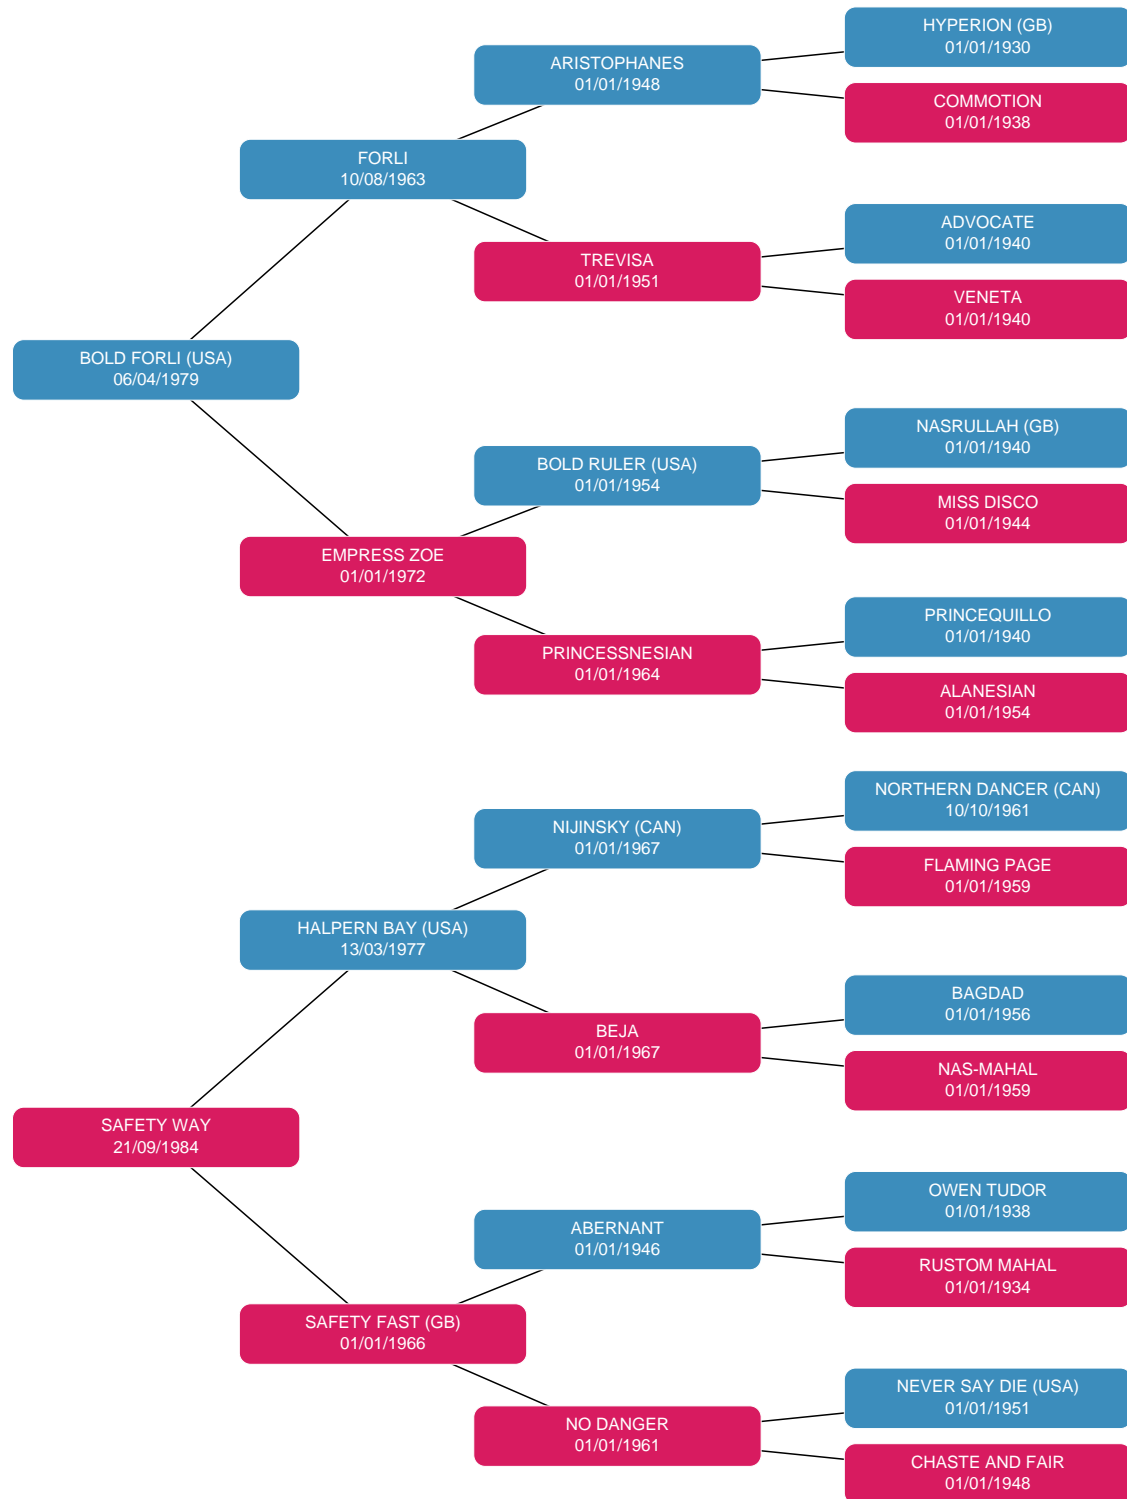 HYPERION (GB)
01/01/1930
ARISTOPHANES
01/01/1948
COMMOTION
01/01/1938
FORLI
10/08/1963
ADVOCATE
01/01/1940
TREVISA
01/01/1951
VENETA
01/01/1940
BOLD FORLI (USA)
06/04/1979
NASRULLAH (GB)
01/01/1940
BOLD RULER (USA)
01/01/1954
MISS DISCO
01/01/1944
EMPRESS ZOE
01/01/1972
PRINCEQUILLO
01/01/1940
PRINCESSNESIAN
01/01/1964
ALANESIAN
01/01/1954
NORTHERN DANCER (CAN)
10/10/1961
NIJINSKY (CAN)
01/01/1967
FLAMING PAGE
01/01/1959
HALPERN BAY (USA)
13/03/1977
BAGDAD
01/01/1956
BEJA
01/01/1967
NAS-MAHAL
01/01/1959
SAFETY WAY
21/09/1984
OWEN TUDOR
01/01/1938
ABERNANT
01/01/1946
RUSTOM MAHAL
01/01/1934
SAFETY FAST (GB)
01/01/1966
NEVER SAY DIE (USA)
01/01/1951
NO DANGER
01/01/1961
CHASTE AND FAIR
01/01/1948